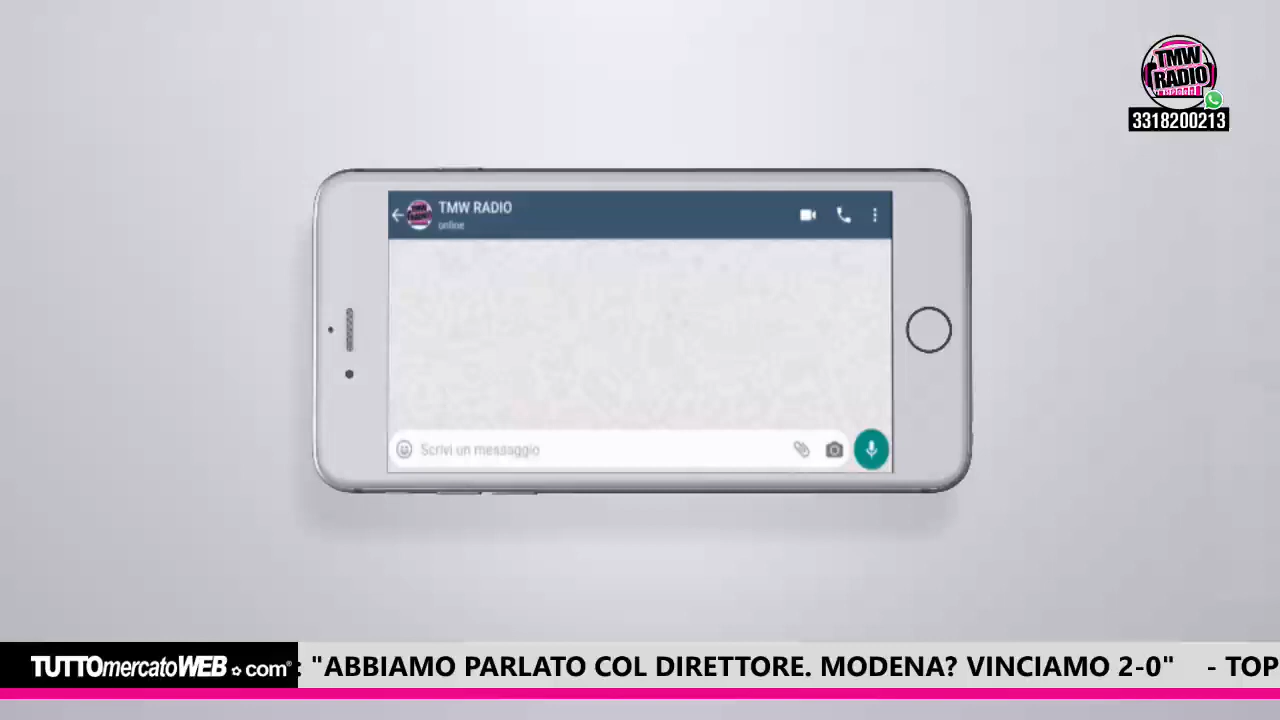 TMW
RADIO
3318200213
TMW RADIO
online
Scrivi un messaggio
TUTTOmercatoWEB.com®
: "ABBIAMO PARLATO COL DIRETTORE. MODENA? VINCIAMO 2-0" - TOP